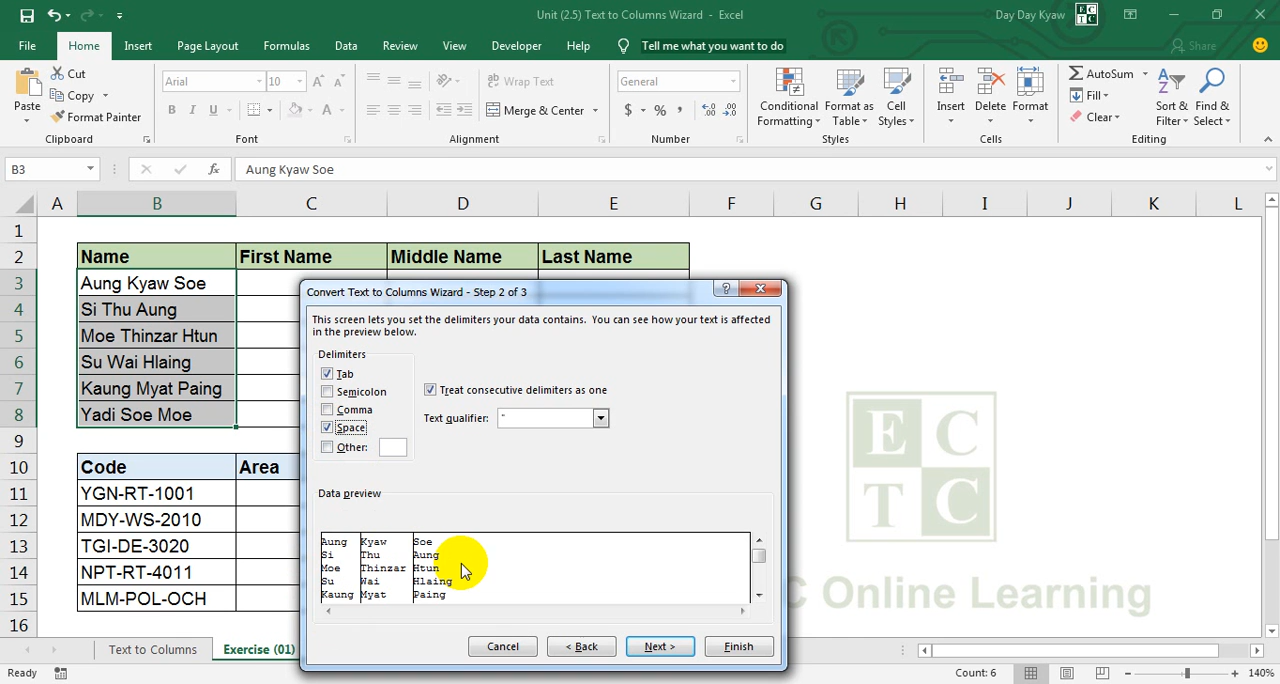 Unit (2.5) Text to Columns Wizard - Excel
Day Day Kyaw
ECTC
File Home Insert Page Layout Formulas Data Review View Developer Help Tell me what you want to do Share
Paste
Cut
Copy
Format Painter
Clipboard
Arial 10
B I U
Font
Wrap Text
Merge & Center
Alignment
General
$ % ,
Number
Conditional Formatting
Format as Table
Cell Styles
Styles
Insert Delete Format
Cells
AutoSum
Fill
Clear
Sort & Filter
Find & Select
Editing
B3 fx Aung Kyaw Soe
A B C D E F G H I J K L
1
2 Name First Name Middle Name Last Name
3 Aung Kyaw Soe
4 Si Thu Aung
5 Moe Thinzar Htun
6 Su Wai Hlaing
7 Kaung Myat Paing
8 Yadi Soe Moe
9
10 Code Area
11 YGN-RT-1001
12 MDY-WS-2010
13 TGI-DE-3020
14 NPT-RT-4011
15 MLM-POL-OCH
16
Convert Text to Columns Wizard - Step 2 of 3
This screen lets you set the delimiters your data contains. You can see how your text is affected
in the preview below.
Delimiters
Tab
Semicolon
Comma
Space
Other:
Treat consecutive delimiters as one
Text qualifier: "
Data preview
Aung Kyaw Soe
Si Thu Aung
Moe Thinzar Htun
Su Wai Hlaing
Kaung Myat Paing
Cancel < Back Next > Finish
E C
T C
C Online Learning
Text to Columns Exercise (01)
Ready Count: 6 140%